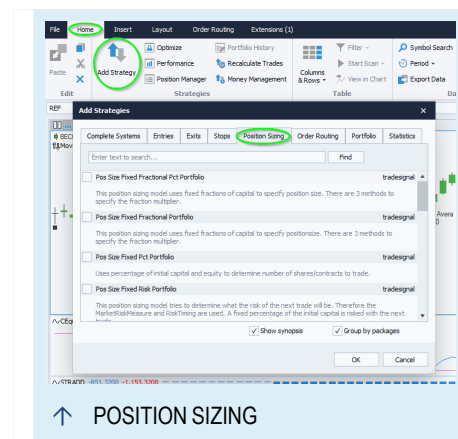 File Home Insert Layout Order Routing Extensions (1)
Optimize Portfolio History Filter Symbol Search
Performance Recalculate Trades Start Scan Period
Paste Add Strategy Position Manager Money Management Columns & Rows View in Chart Export Data
Edit Strategies Table Da
REF
Add Strategies
Complete Systems Entries Exits Stops Position Sizing Order Routing Portfolio Statistics
Enter text to search... Find
Pos Size Fixed Fractional Pct Portfolio tradesignal
This position sizing model uses fixed fractions of capital to specify position size. There are 3 methods to
specify the fraction multiplier.
Pos Size Fixed Fractional Portfolio tradesignal
This position sizing model uses fixed fractions of capital to specify positionsize. There are 3 methods to
specify the fraction multiplier.
Pos Size Fixed Pct Portfolio tradesignal
Uses percentage of initial capital and equity to determine number of shares/contracts to trade.
Pos Size Fixed Risk Portfolio tradesignal
This position sizing model tries to determine what the risk of the next trade will be. Therefore the
MarketRiskMeasure and RiskTiming are used. A fixed percentage of the initial capital is risked with the next
Show synopsis Group by packages
OK Cancel
POSITION SIZING